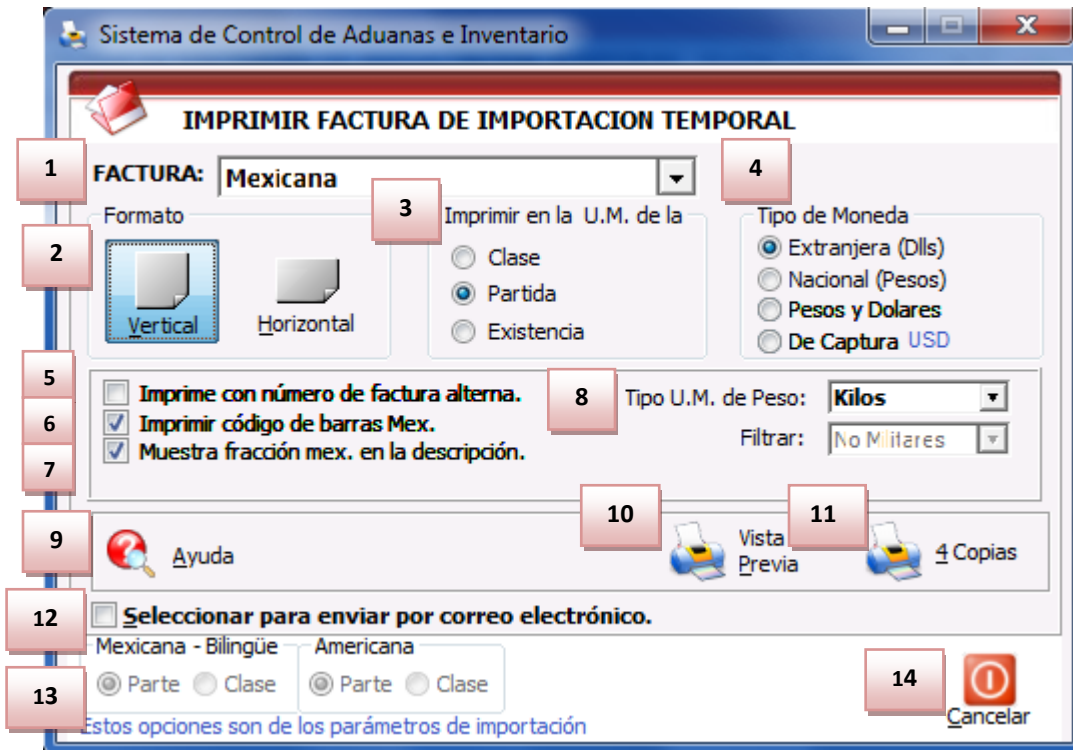 Sistema de Control de Aduanas e Inventario
X
IMPRIMIR FACTURA DE IMPORTACION TEMPORAL
1
FACTURA: Mexicana
4
Formato
3
Imprimir en la U.M. de la
Tipo de Moneda
2
Vertical
Horizontal
Clase
Partida
Existencia
Extranjera (Dlls)
Nacional (Pesos)
Pesos y Dolares
De Captura USD
5
Imprime con número de factura alterna.
6
Imprimir código de barras Mex.
7
Muestra fracción mex. en la descripción.
8
Tipo U.M. de Peso: Kilos
Filtrar: No Militares
9
Ayuda
10
Vista
Previa
11
4 Copias
12
Seleccionar para enviar por correo electrónico.
Mexicana - Bilingüe
Americana
13
Parte Clase
Parte Clase
Estos opciones son de los parámetros de importación
14
Cancelar